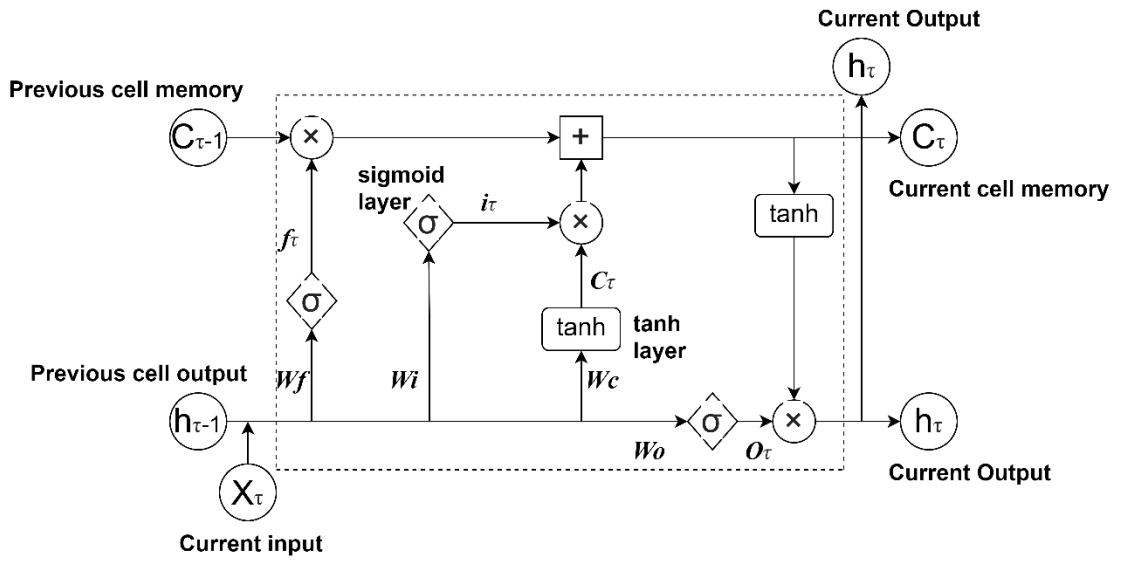 Current Output
hτ
Previous cell memory
Cτ-1
×
+
Cτ
Current cell memory
sigmoid
layer
σ
iτ
×
tanh
fτ
σ
Cτ
tanh
tanh
layer
Previous cell output
Wf
Wi
Wc
hτ-1
Wo
σ
Oτ
×
hτ
Current Output
Xτ
Current input